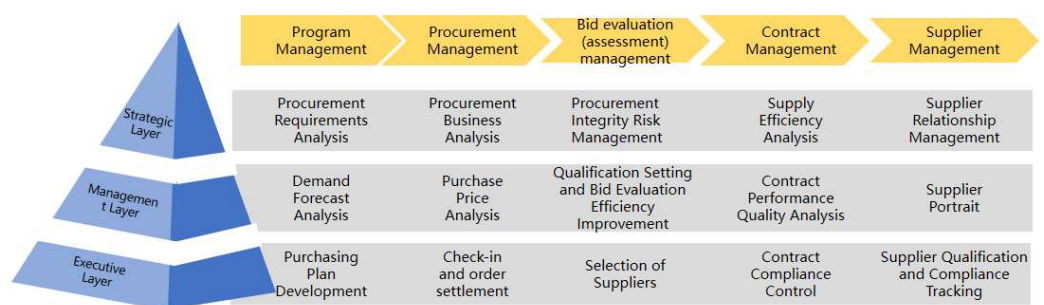 Program
Management
Procurement
Management
Bid evaluation
(assessment)
management
Contract
Management
Supplier
Management
Strategic
Layer
Procurement
Requirements
Analysis
Procurement
Business
Analysis
Procurement
Integrity Risk
Management
Supply
Efficiency
Analysis
Supplier
Relationship
Management
Managemen
t Layer
Demand
Forecast
Analysis
Purchase
Price
Analysis
Qualification Setting
and Bid Evaluation
Efficiency
Improvement
Contract
Performance
Quality Analysis
Supplier
Portrait
Executive
Layer
Purchasing
Plan
Development
Check-in
and order
settlement
Selection of
Suppliers
Contract
Compliance
Control
Supplier Qualification
and Compliance
Tracking